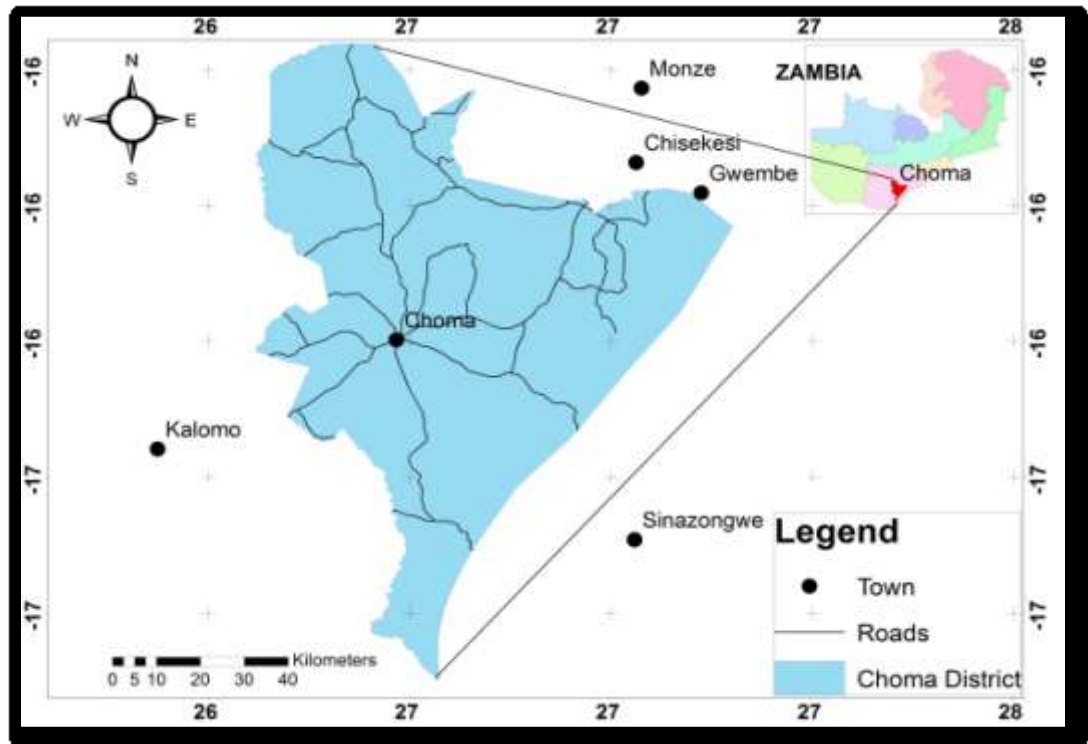 26 27 27 27 28
-16
-16
-16
-17
-17
N
W E
S
Monze
Chisekesi
Gwembe
ZAMBIA
Choma
-16
-16
-16
-17
-17
Choma
Kalomo
Sinazongwe
Legend
Town
Roads
Choma District
Kilometers
0 5 10 20 30 40
26 27 27 27 28